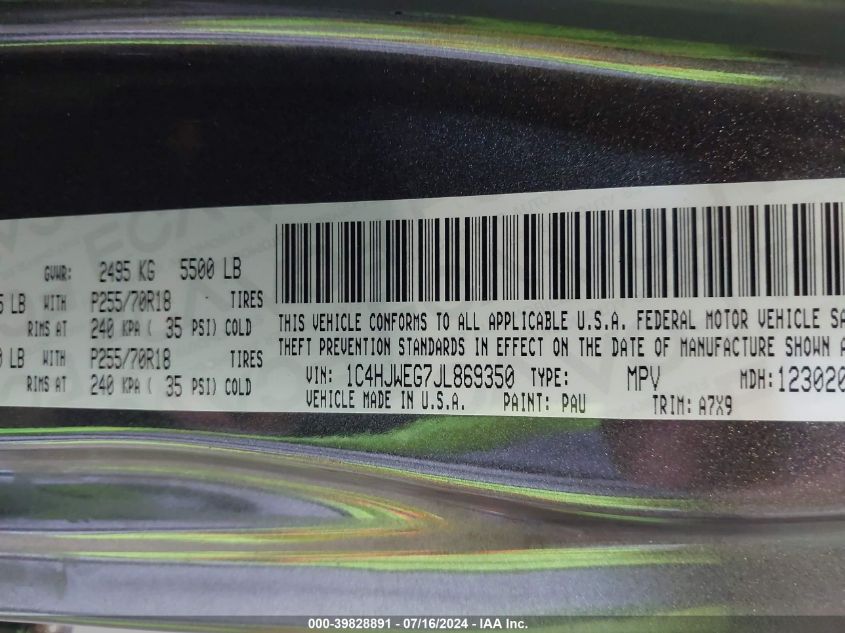 GVWR: 2495 KG 5500 LB
LB WITH P255/70R18 TIRES
RIMS AT 240 KPA ( 35 PSI) COLD
LB WITH P255/70R18 TIRES
RIMS AT 240 KPA ( 35 PSI) COLD
THIS VEHICLE CONFORMS TO ALL APPLICABLE U.S.A. FEDERAL MOTOR VEHICLE SA
THEFT PREVENTION STANDARDS IN EFFECT ON THE DATE OF MANUFACTURE SHOWN A
VIN: 1C4HJWEG7JL869350 TYPE: MPV MDH: 123020
VEHICLE MADE IN U.S.A. PAINT: PAU TRIM: A7X9
000-39828891 - 07/16/2024 - IAA Inc.